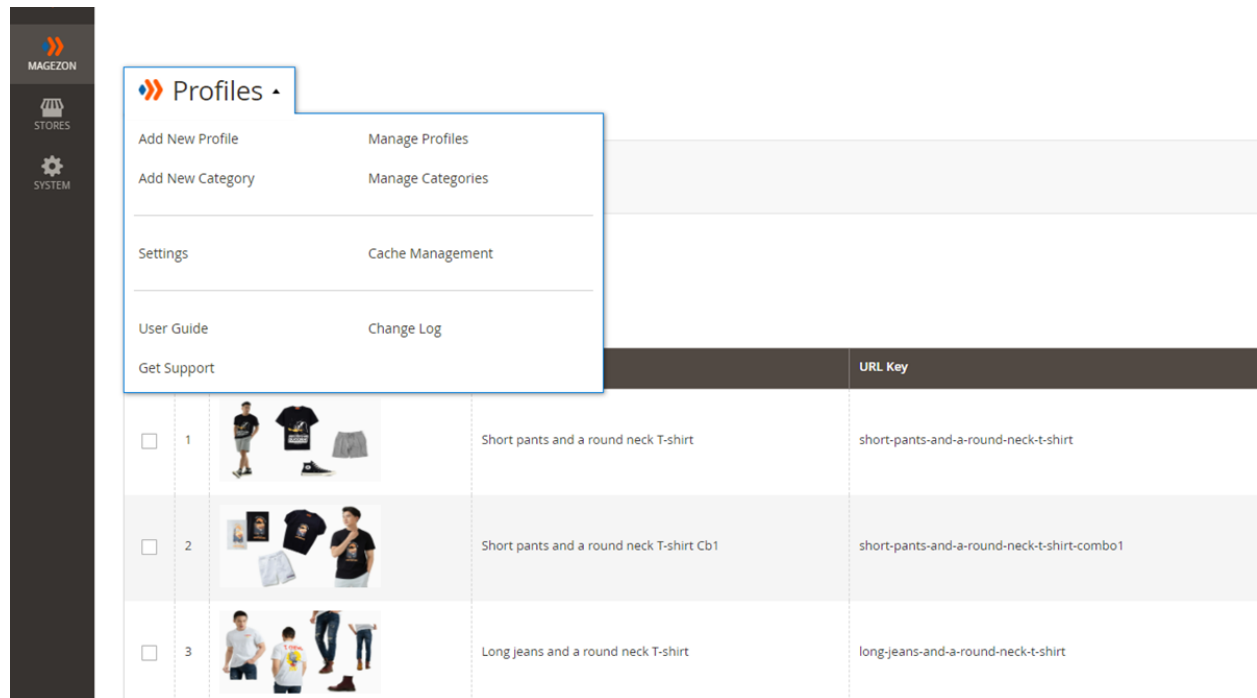 MAGEZON
STORES
SYSTEM
Profiles
Add New Profile
Manage Profiles
Add New Category
Manage Categories
Settings
Cache Management
User Guide
Change Log
Get Support
URL Key
1
Short pants and a round neck T-shirt
short-pants-and-a-round-neck-t-shirt
2
Short pants and a round neck T-shirt Cb1
short-pants-and-a-round-neck-t-shirt-combo1
3
Long jeans and a round neck T-shirt
long-jeans-and-a-round-neck-t-shirt